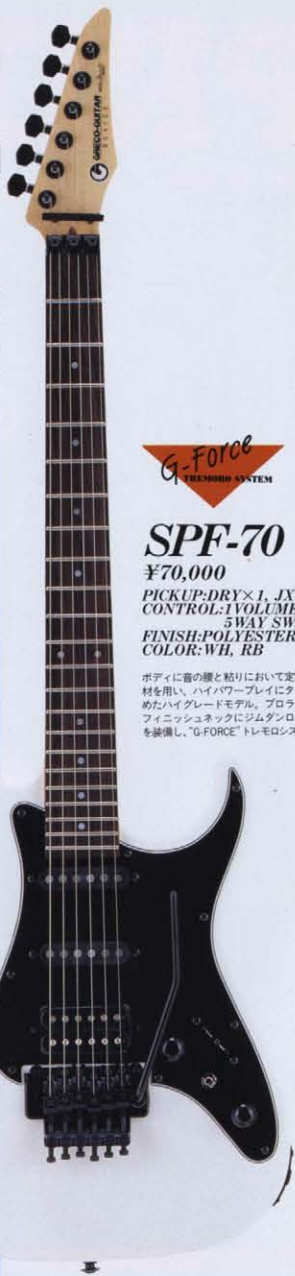 GRECO-GUITAR
G-Force
TREMORO SYSTEM
SPF-70
¥70,000
PICKUP:DRY×1, JX
CONTROL:1VOLUME
5WAY SW
FINISH:POLYESTER
COLOR:WH, RB
ボディに音の腰と粘りにおいて定
材を用い、ハイパワープレイにタ
めたハイグレードモデル。プロラ
フィニッシュネックにジムダンロ
を装備し、"G-FORCE"トレモロシス